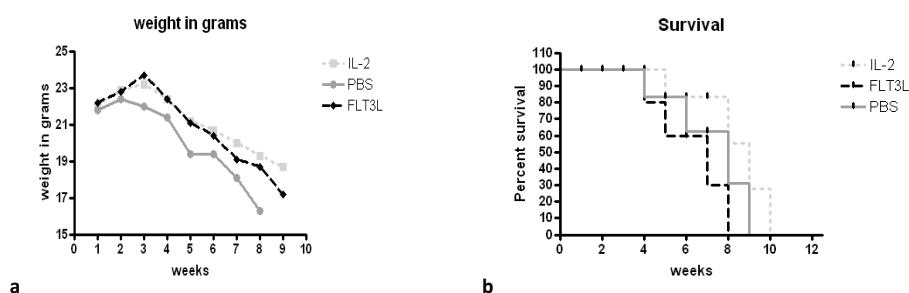 weight in grams
25
23
21
19
17
15
weight in grams
0 1 2 3 4 5 6 7 8 9 10
weeks
IL-2
PBS
FLT3L
a
Survival
110
100
90
80
70
60
50
40
30
20
10
0
Percent survival
0 2 4 6 8 10 12
weeks
IL-2
FLT3L
PBS
b